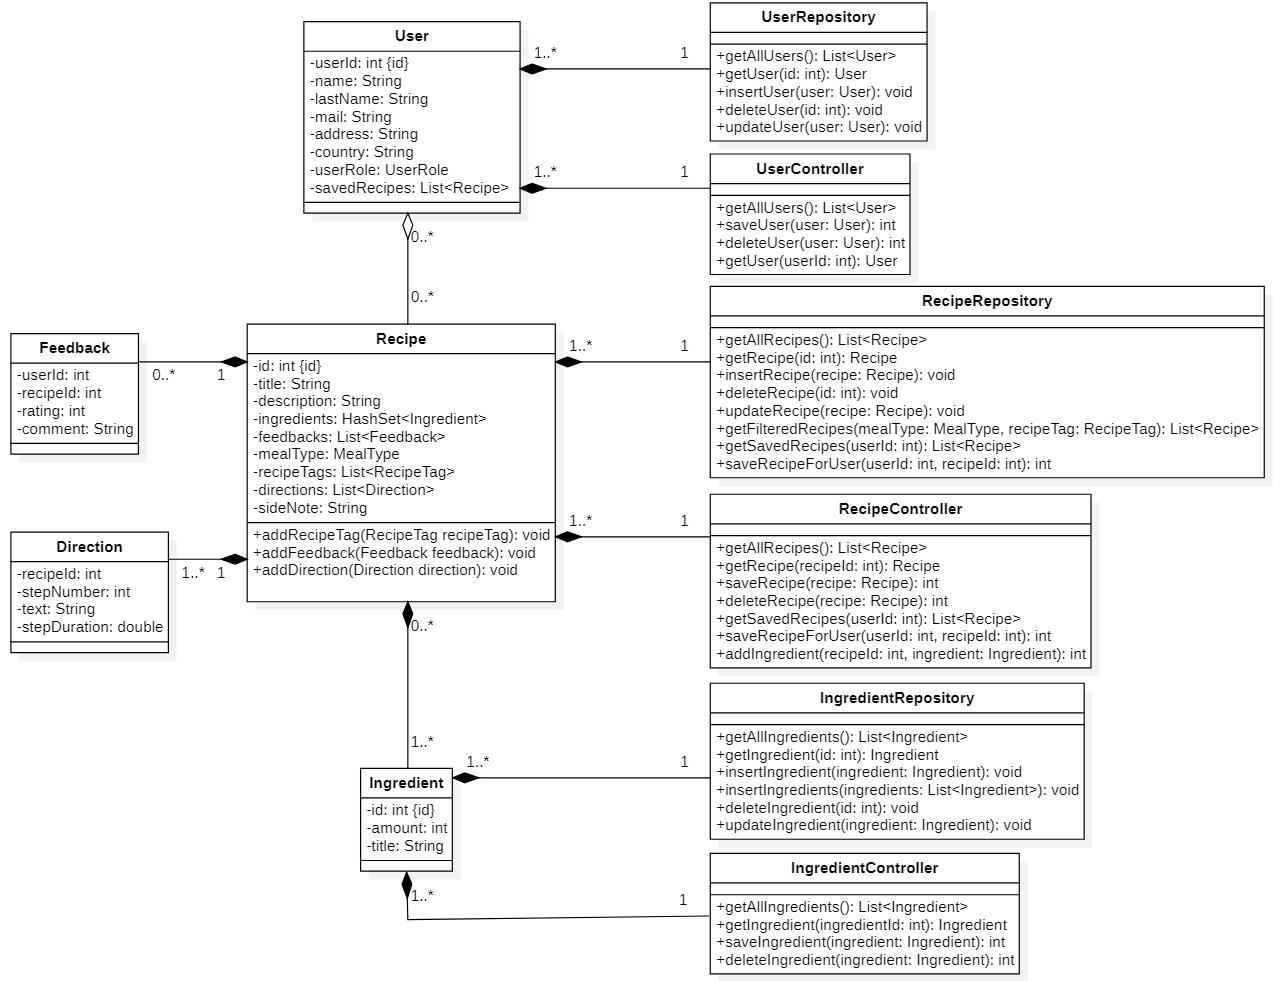 User
-userId: int {id}
-name: String
-lastName: String
-mail: String
-address: String
-country: String
-userRole: UserRole
-savedRecipes: List<Recipe>
1..*
1
1..*
1
0..*
0..*
UserRepository
+getAllUsers(): List<User>
+getUser(id: int): User
+insertUser(user: User): void
+deleteUser(id: int): void
+updateUser(user: User): void
UserController
+getAllUsers(): List<User>
+saveUser(user: User): int
+deleteUser(user: User): int
+getUser(userId: int): User
Feedback
-userId: int
-recipeId: int
-rating: int
-comment: String
0..*
1
Recipe
-id: int {id}
-title: String
-description: String
-ingredients: HashSet<Ingredient>
-feedbacks: List<Feedback>
-mealType: MealType
-recipeTags: List<RecipeTag>
-directions: List<Direction>
-sideNote: String
+addRecipeTag(RecipeTag recipeTag): void
+addFeedback(Feedback feedback): void
+addDirection(Direction direction): void
1..*
1
1..*
1
RecipeRepository
+getAllRecipes(): List<Recipe>
+getRecipe(id: int): Recipe
+insertRecipe(recipe: Recipe): void
+deleteRecipe(id: int): void
+updateRecipe(recipe: Recipe): void
+getFilteredRecipes(mealType: MealType, recipeTag: RecipeTag): List<Recipe>
+getSavedRecipes(userId: int): List<Recipe>
+saveRecipeForUser(userId: int, recipeId: int): int
Direction
-recipeId: int
-stepNumber: int
-text: String
-stepDuration: double
1..*
1
RecipeController
+getAllRecipes(): List<Recipe>
+getRecipe(recipeId: int): Recipe
+saveRecipe(recipe: Recipe): int
+deleteRecipe(recipe: Recipe): int
+getSavedRecipes(userId: int): List<Recipe>
+saveRecipeForUser(userId: int, recipeId: int): int
+addIngredient(recipeId: int, ingredient: Ingredient): int
0..*
1..*
Ingredient
-id: int {id}
-amount: int
-title: String
1..*
1
1..*
1
IngredientRepository
+getAllIngredients(): List<Ingredient>
+getIngredient(id: int): Ingredient
+insertIngredient(ingredient: Ingredient): void
+insertIngredients(ingredients: List<Ingredient>): void
+deleteIngredient(id: int): void
+updateIngredient(ingredient: Ingredient): void
IngredientController
+getAllIngredients(): List<Ingredient>
+getIngredient(ingredientId: int): Ingredient
+saveIngredient(ingredient: Ingredient): int
+deleteIngredient(ingredient: Ingredient): int